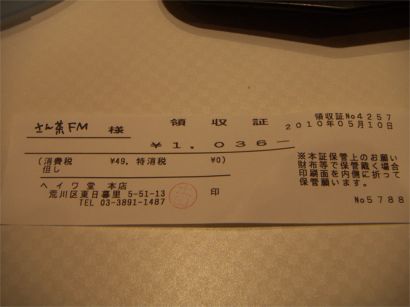 領収証No4257
2010年05月10日
さん茶FM 様 領収証
¥1,036-
(消費税 ¥49, 特消税 ¥0)
但し
ヘイワ堂 本店
荒川区東日暮里 5-51-13
TEL 03-3891-1487
印
※本証保管上のお願い
財布等で保管戴く場合
印刷面を内側に折って
保管願います。
No5788